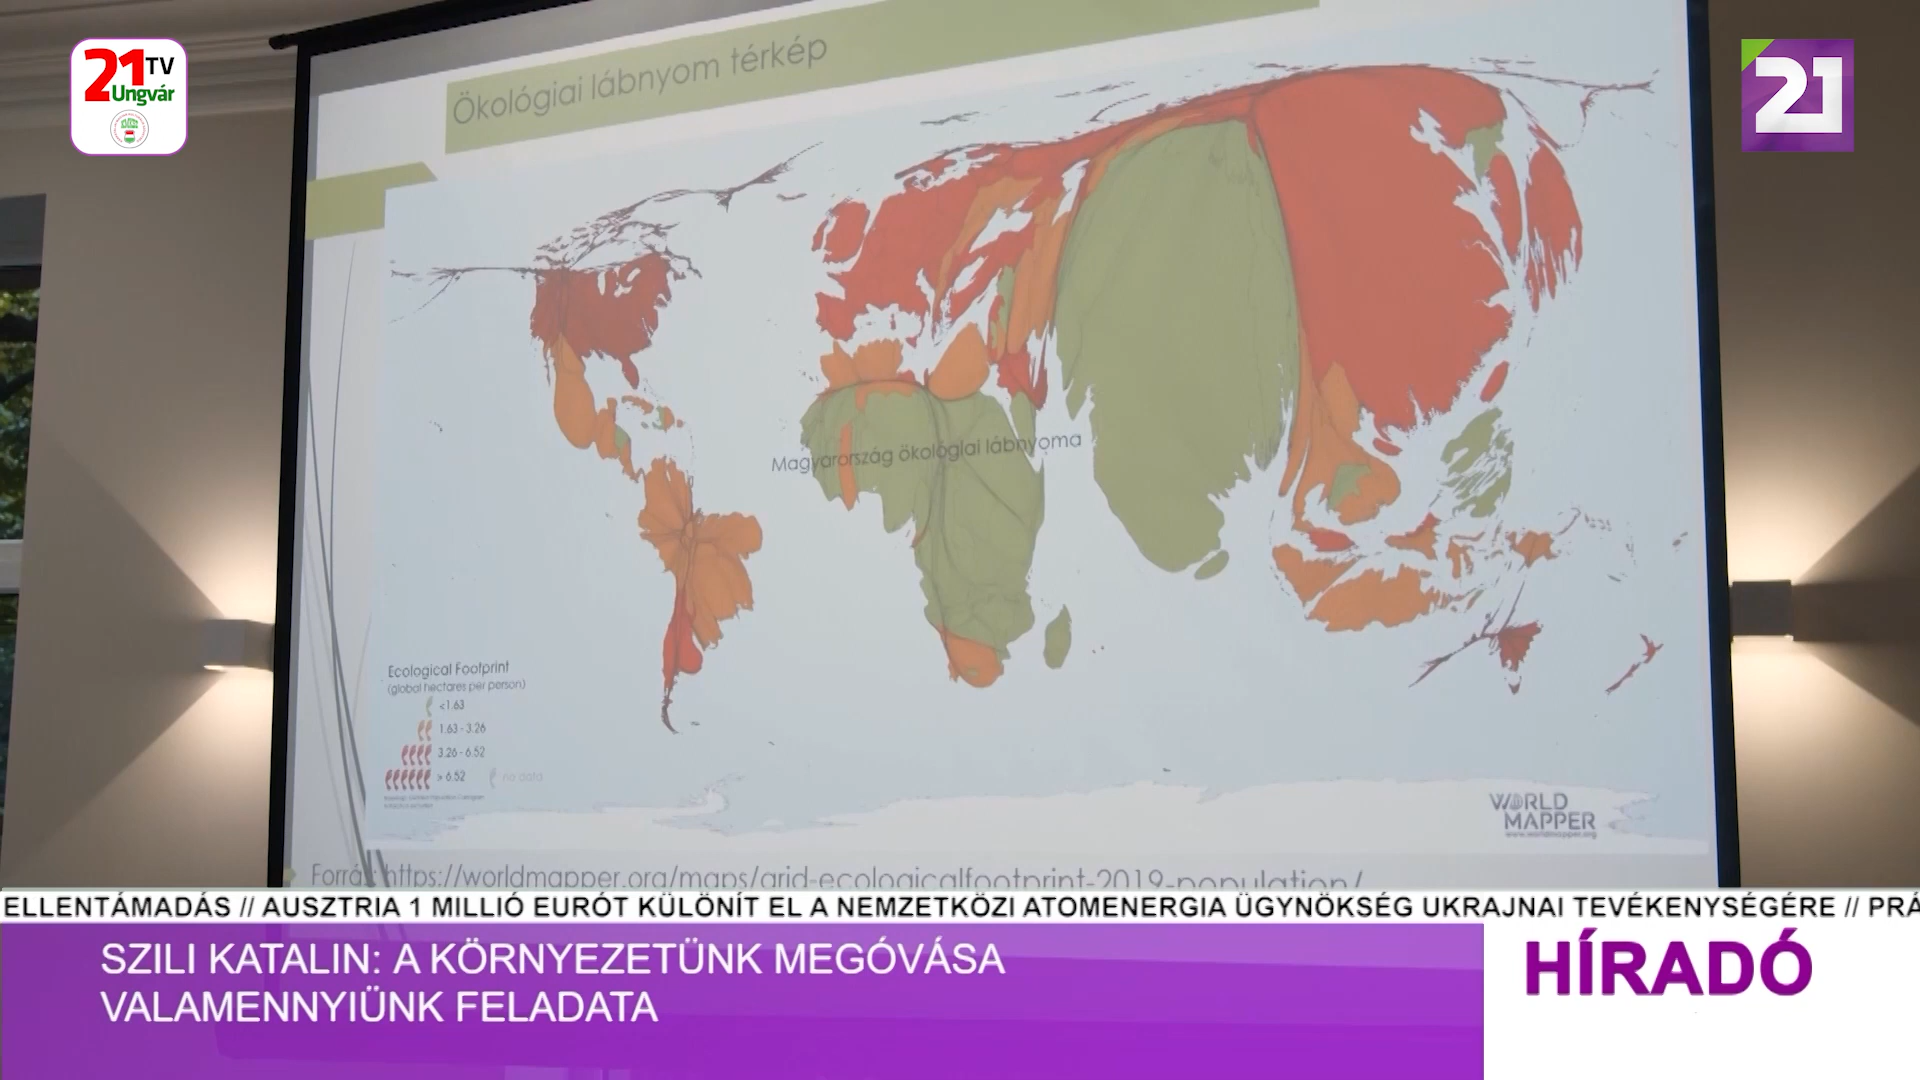 21 TV
Ungvár
21
Ökológiai lábnyom térkép
Magyarország ökológiai lábnyoma
Ecological Footprint
(global hectares per person)
<1.63
1.63 - 3.26
3.26 - 6.52
> 6.52
no data
WORLD
MAPPER
www.worldmapper.org
Forrás: https://worldmapper.org/maps/grid-ecologicalfootprint-2019-population/
ELLENTÁMADÁS // AUSZTRIA 1 MILLIÓ EURÓT KÜLÖNÍT EL A NEMZETKÖZI ATOMENERGIA ÜGYNÖKSÉG UKRAJNAI TEVÉKENYSÉGÉRE // PRÁ
SZILI KATALIN: A KÖRNYEZETÜNK MEGÓVÁSA
VALAMENNYIÜNK FELADATA
HÍRADÓ